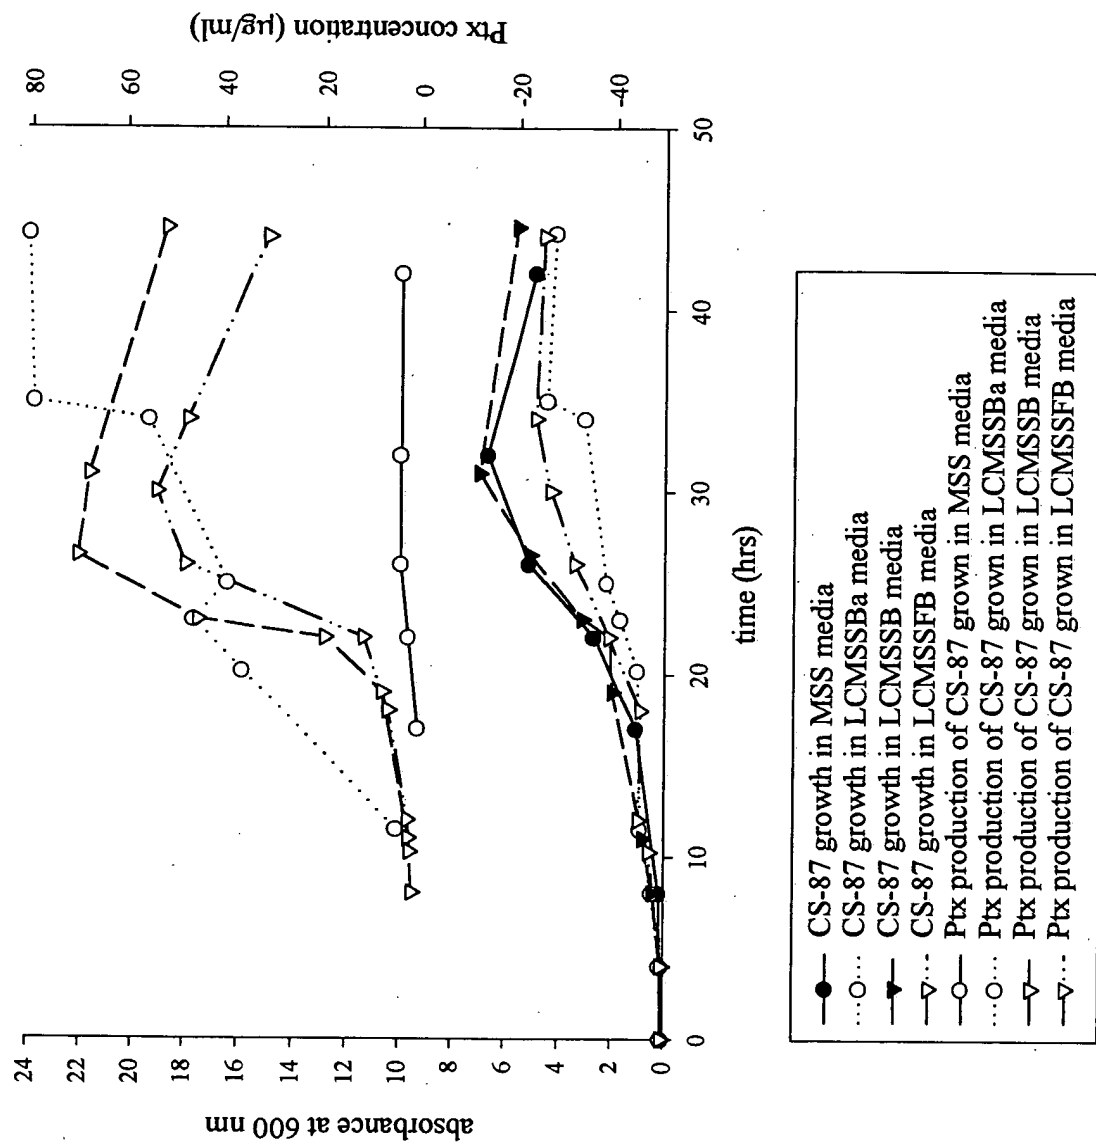 absorbance at 600 nm
24
22
20
18
16
14
12
10
8
6
4
2
0
0
10
20
30
40
50
time (hrs)
80
60
40
20
0
-20
-40
Ptx concentration (µg/ml)
CS-87 growth in MSS media
CS-87 growth in LCMSSBa media
CS-87 growth in LCMSSB media
CS-87 growth in LCMSSFB media
Ptx production of CS-87 grown in MSS media
Ptx production of CS-87 grown in LCMSSBa media
Ptx production of CS-87 grown in LCMSSB media
Ptx production of CS-87 grown in LCMSSFB media